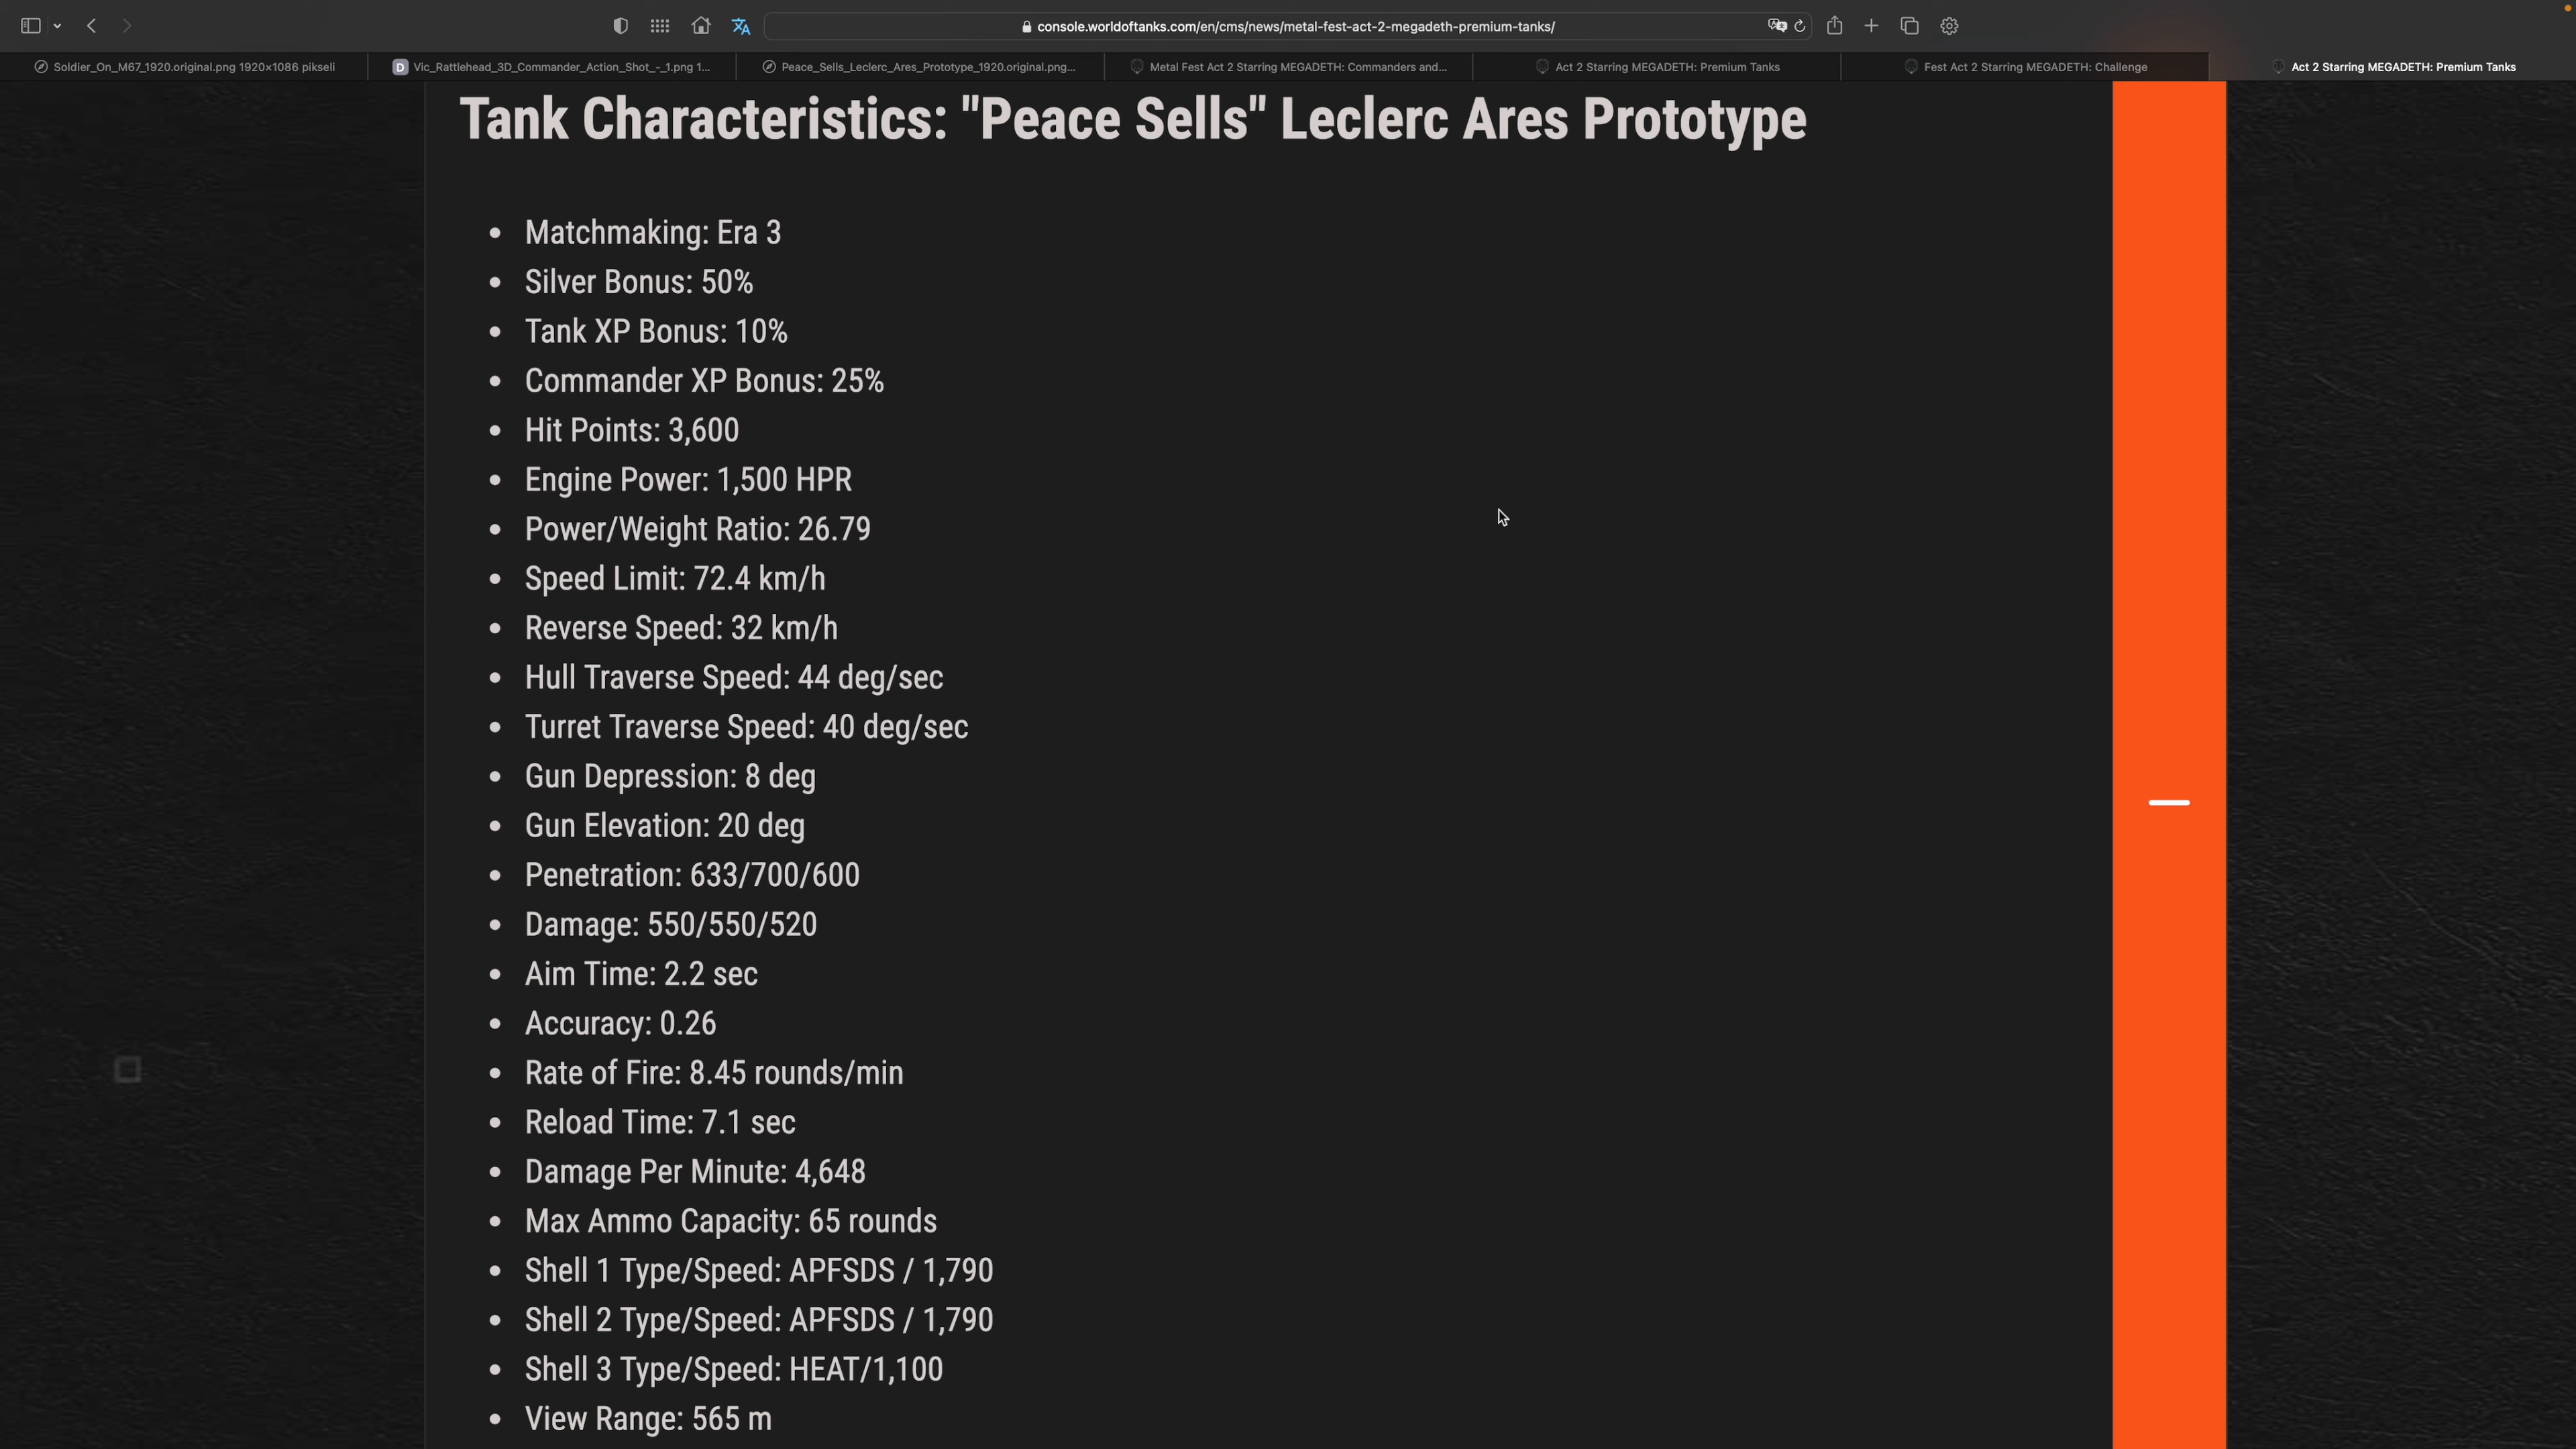 console.worldoftanks.com/en/cms/news/metal-fest-act-2-megadeth-premium-tanks/
Soldier_On_M67_1920.original.png 1920×1086 pikseli
D Vic_Rattlehead_3D_Commander_Action_Shot_-_1.png 1...
Peace_Sells_Leclerc_Ares_Prototype_1920.original.png...
Metal Fest Act 2 Starring MEGADETH: Commanders and...
Act 2 Starring MEGADETH: Premium Tanks
Fest Act 2 Starring MEGADETH: Challenge
Act 2 Starring MEGADETH: Premium Tanks
Tank Characteristics: "Peace Sells" Leclerc Ares Prototype
• Matchmaking: Era 3
• Silver Bonus: 50%
• Tank XP Bonus: 10%
• Commander XP Bonus: 25%
• Hit Points: 3,600
• Engine Power: 1,500 HPR
• Power/Weight Ratio: 26.79
• Speed Limit: 72.4 km/h
• Reverse Speed: 32 km/h
• Hull Traverse Speed: 44 deg/sec
• Turret Traverse Speed: 40 deg/sec
• Gun Depression: 8 deg
• Gun Elevation: 20 deg
• Penetration: 633/700/600
• Damage: 550/550/520
• Aim Time: 2.2 sec
• Accuracy: 0.26
• Rate of Fire: 8.45 rounds/min
• Reload Time: 7.1 sec
• Damage Per Minute: 4,648
• Max Ammo Capacity: 65 rounds
• Shell 1 Type/Speed: APFSDS / 1,790
• Shell 2 Type/Speed: APFSDS / 1,790
• Shell 3 Type/Speed: HEAT/1,100
• View Range: 565 m